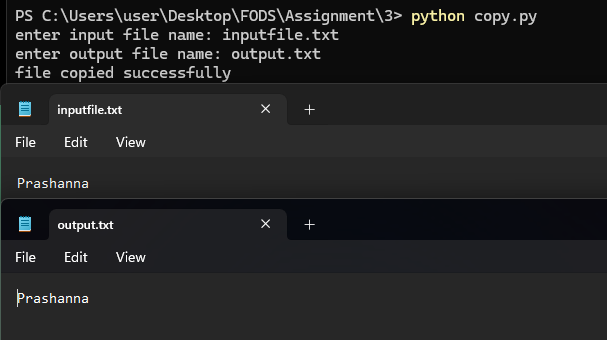 PS C:\Users\user\Desktop\FODS\Assignment\3> python copy.py
enter input file name: inputfile.txt
enter output file name: output.txt
file copied successfully
inputfile.txt
File Edit View
Prashanna
output.txt
File Edit View
Prashanna